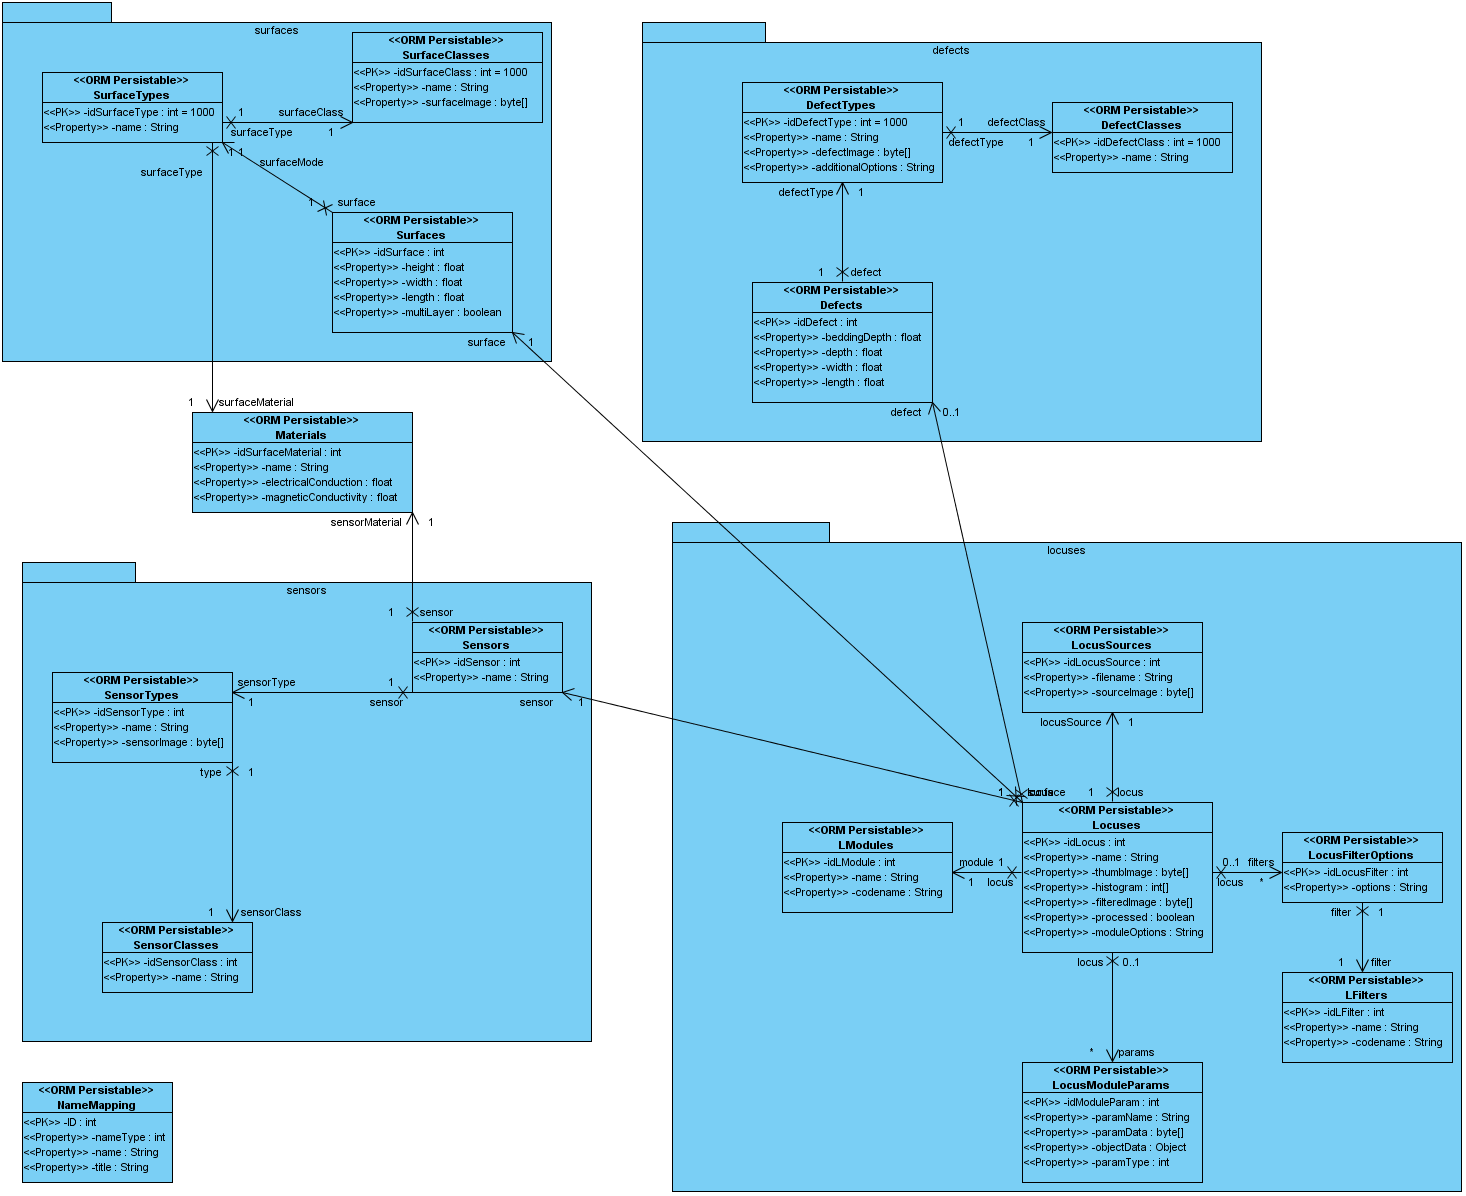 surfaces
<<ORM Persistable>>
SurfaceClasses
<<PK>> -idSurfaceClass : int = 1000
<<Property>> -name : String
<<Property>> -surfaceImage : byte[]
<<ORM Persistable>>
SurfaceTypes
<<PK>> -idSurfaceType : int = 1000
<<Property>> -name : String
1
surfaceClass
surfaceType
1
1
1
surfaceMode
surfaceType
1
surface
<<ORM Persistable>>
Surfaces
<<PK>> -idSurface : int
<<Property>> -height : float
<<Property>> -width : float
<<Property>> -length : float
<<Property>> -multiLayer : boolean
surface
1
defects
<<ORM Persistable>>
DefectTypes
<<PK>> -idDefectType : int = 1000
<<Property>> -name : String
<<Property>> -defectImage : byte[]
<<Property>> -additionalOptions : String
1
defectClass
defectType
1
<<ORM Persistable>>
DefectClasses
<<PK>> -idDefectClass : int = 1000
<<Property>> -name : String
defectType
1
1
defect
<<ORM Persistable>>
Defects
<<PK>> -idDefect : int
<<Property>> -beddingDepth : float
<<Property>> -depth : float
<<Property>> -width : float
<<Property>> -length : float
defect
0..1
1
surfaceMaterial
<<ORM Persistable>>
Materials
<<PK>> -idSurfaceMaterial : int
<<Property>> -name : String
<<Property>> -electricalConduction : float
<<Property>> -magneticConductivity : float
sensorMaterial
1
sensors
1
sensor
<<ORM Persistable>>
Sensors
<<PK>> -idSensor : int
<<Property>> -name : String
<<ORM Persistable>>
SensorTypes
<<PK>> -idSensorType : int
<<Property>> -name : String
<<Property>> -sensorImage : byte[]
sensorType
1
1
sensor
sensor
1
type
1
1
sensorClass
<<ORM Persistable>>
SensorClasses
<<PK>> -idSensorClass : int
<<Property>> -name : String
<<ORM Persistable>>
NameMapping
<<PK>> -ID : int
<<Property>> -nameType : int
<<Property>> -name : String
<<Property>> -title : String
locuses
<<ORM Persistable>>
LocusSources
<<PK>> -idLocusSource : int
<<Property>> -filename : String
<<Property>> -sourceImage : byte[]
locusSource
1
1
1
locus
<<ORM Persistable>>
Locuses
<<PK>> -idLocus : int
<<Property>> -name : String
<<Property>> -thumbImage : byte[]
<<Property>> -histogram : int[]
<<Property>> -filteredImage : byte[]
<<Property>> -processed : boolean
<<Property>> -moduleOptions : String
<<ORM Persistable>>
LModules
<<PK>> -idLModule : int
<<Property>> -name : String
<<Property>> -codename : String
module
1
1
locus
0..1
filters
locus
*
<<ORM Persistable>>
LocusFilterOptions
<<PK>> -idLocusFilter : int
<<Property>> -options : String
filter
1
1
filter
<<ORM Persistable>>
LFilters
<<PK>> -idLFilter : int
<<Property>> -name : String
<<Property>> -codename : String
locus
0..1
*
params
<<ORM Persistable>>
LocusModuleParams
<<PK>> -idModuleParam : int
<<Property>> -paramName : String
<<Property>> -paramData : byte[]
<<Property>> -objectData : Object
<<Property>> -paramType : int